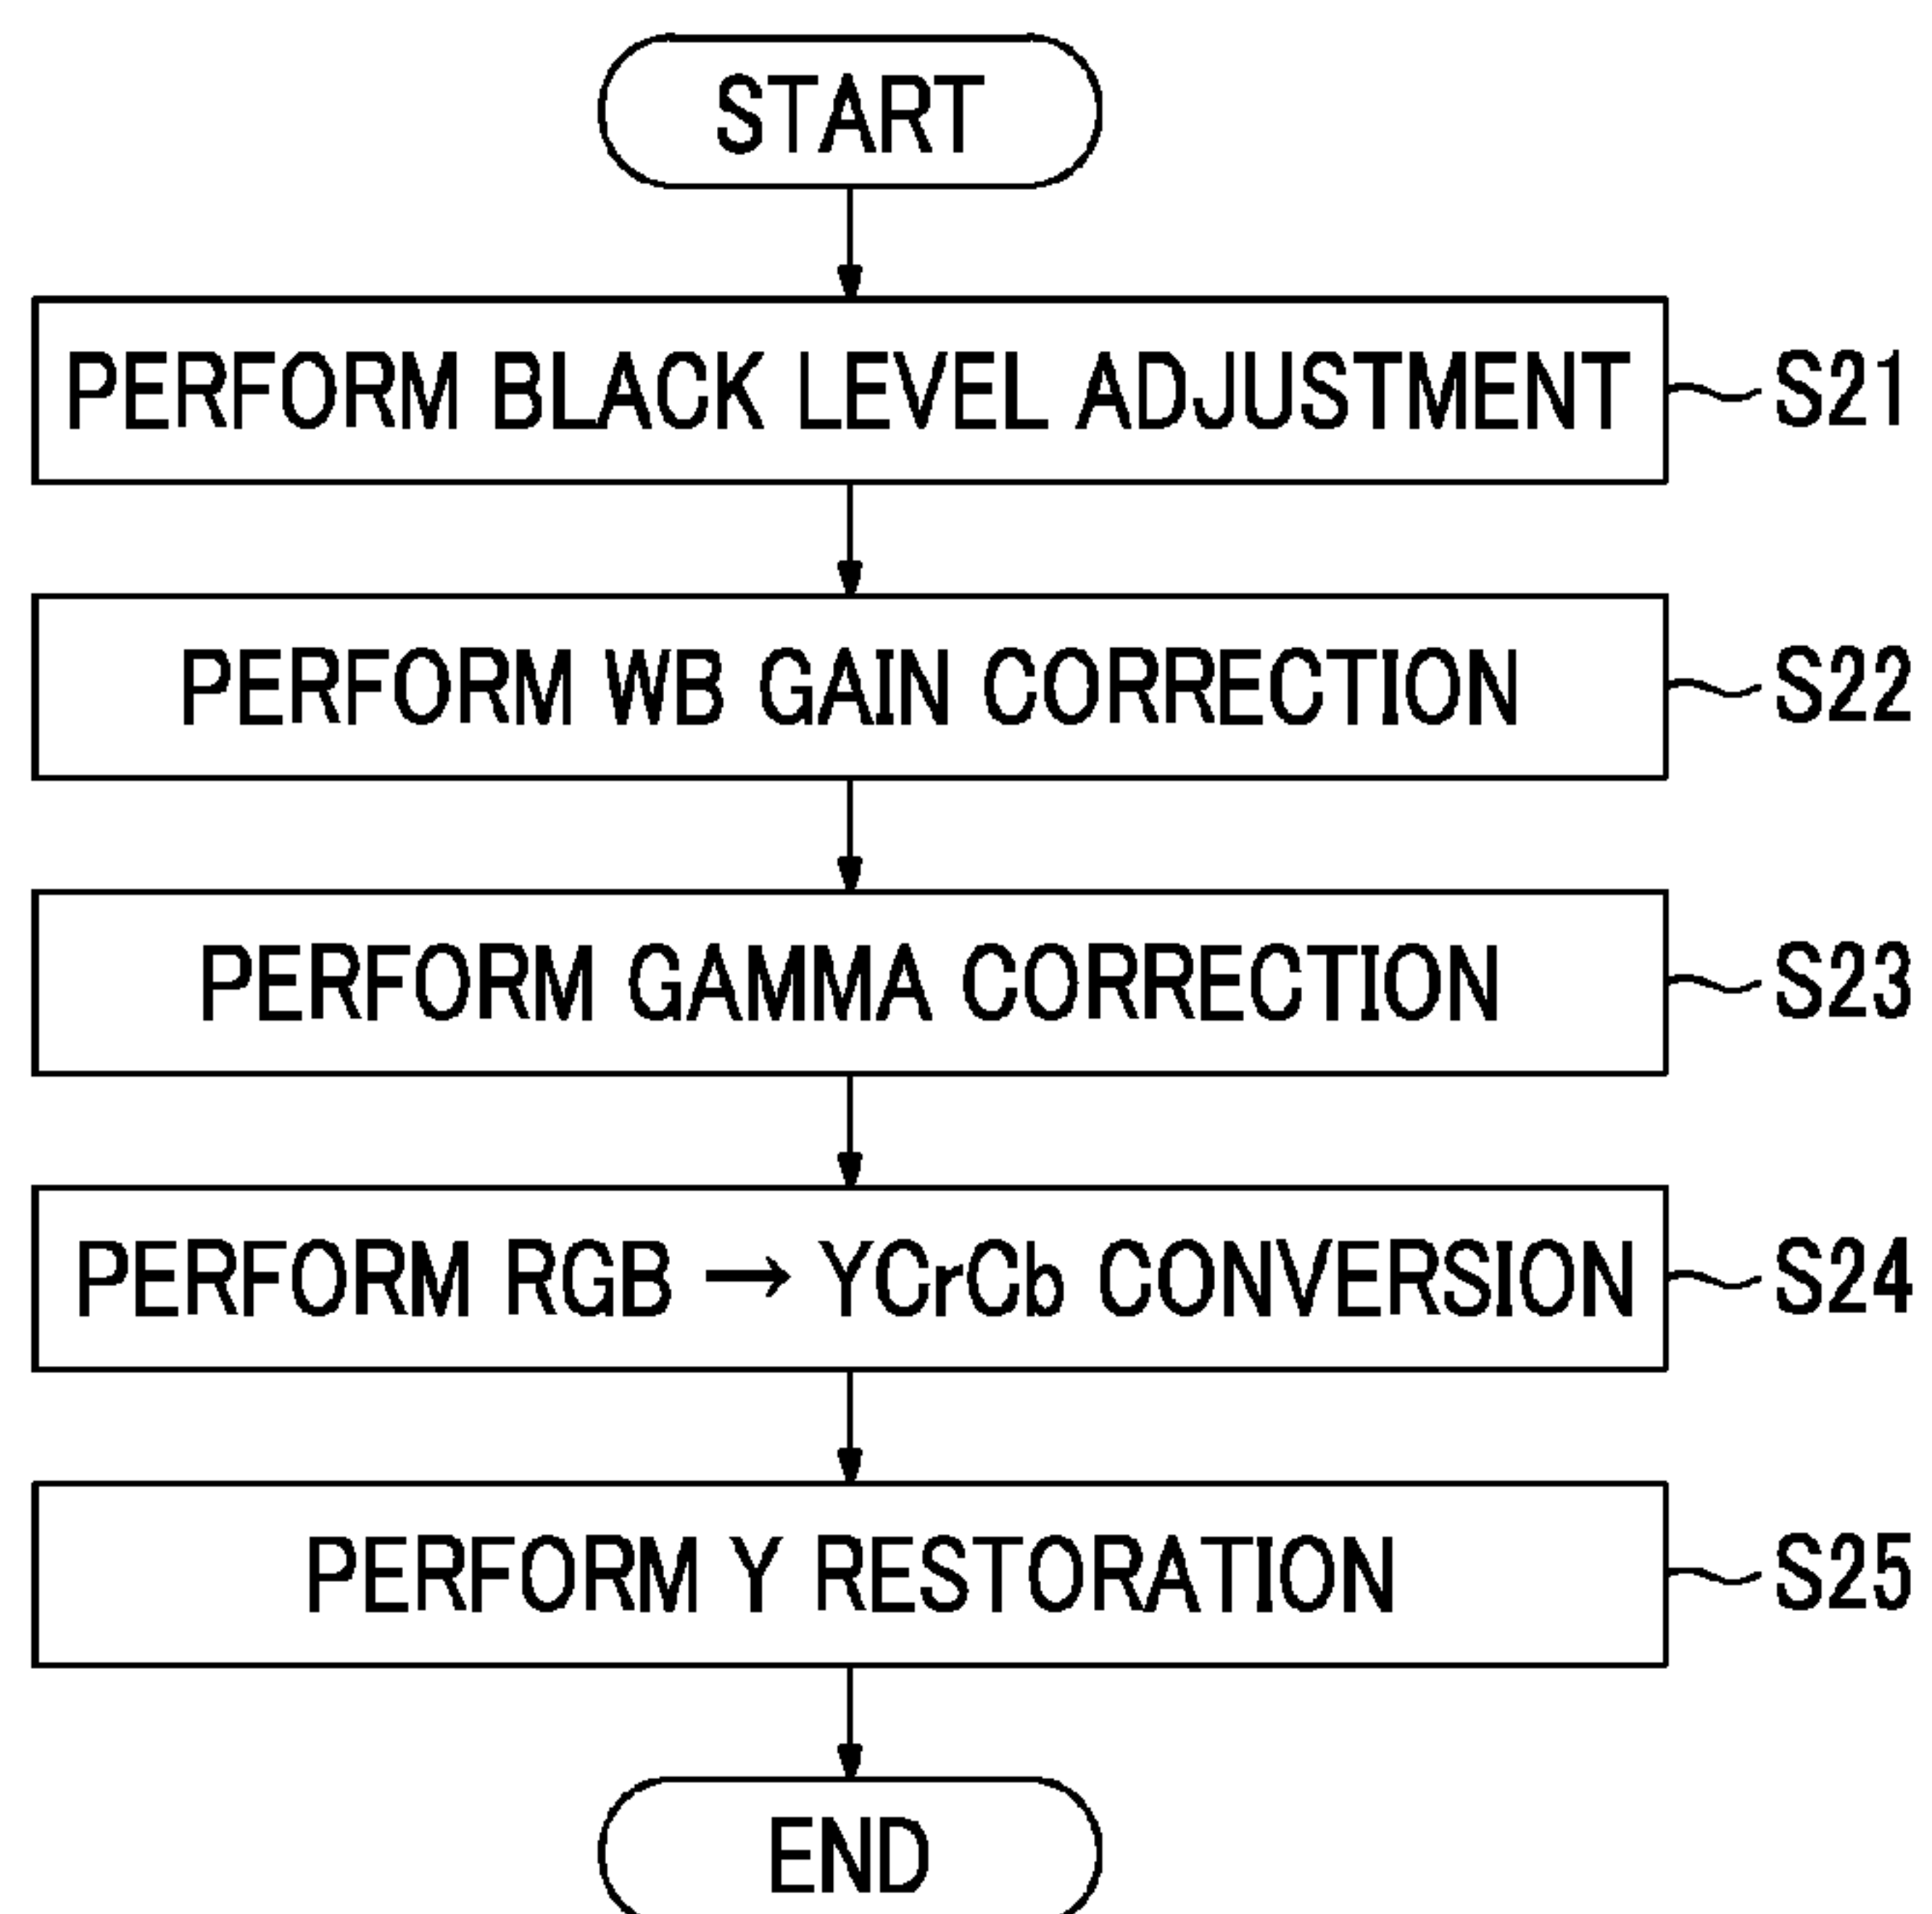 START
PERFORM BLACK LEVEL ADJUSTMENT S21
PERFORM WB GAIN CORRECTION S22
PERFORM GAMMA CORRECTION S23
PERFORM RGB → YCrCb CONVERSION S24
PERFORM Y RESTORATION S25
END